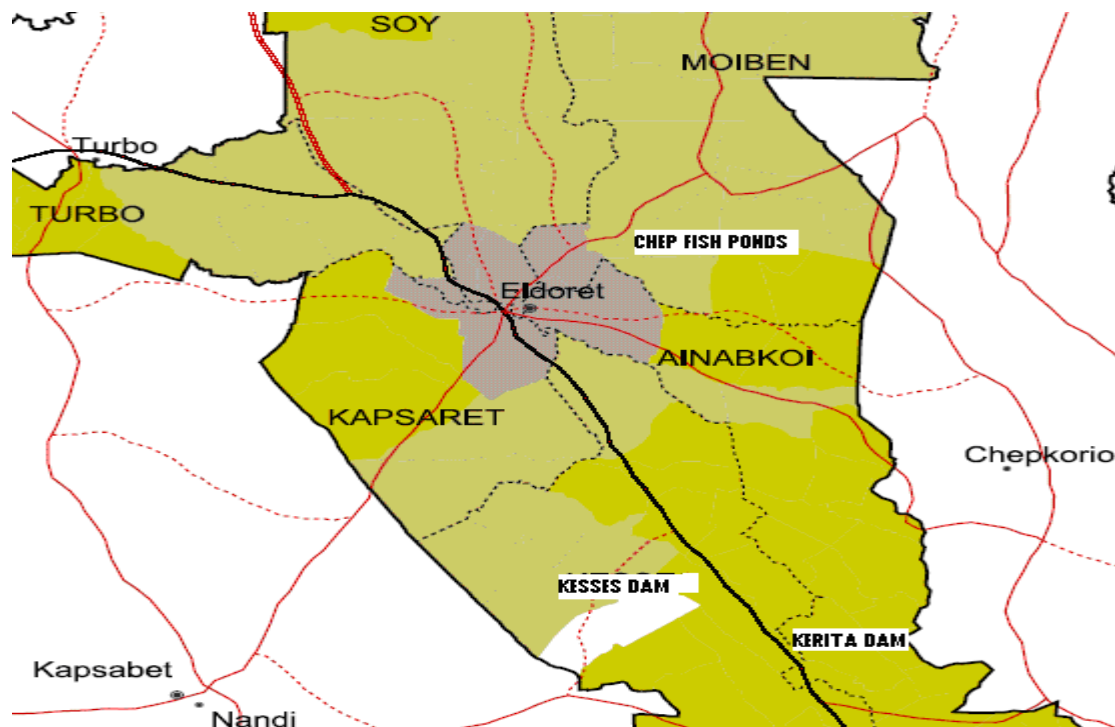 SOY
MOIBEN
Turbo
TURBO
CHEP FISH PONDS
Eldoret
AINABKOI
KAPSARET
Chepkorio
KESSES DAM
KERITA DAM
Kapsabet
Nandi